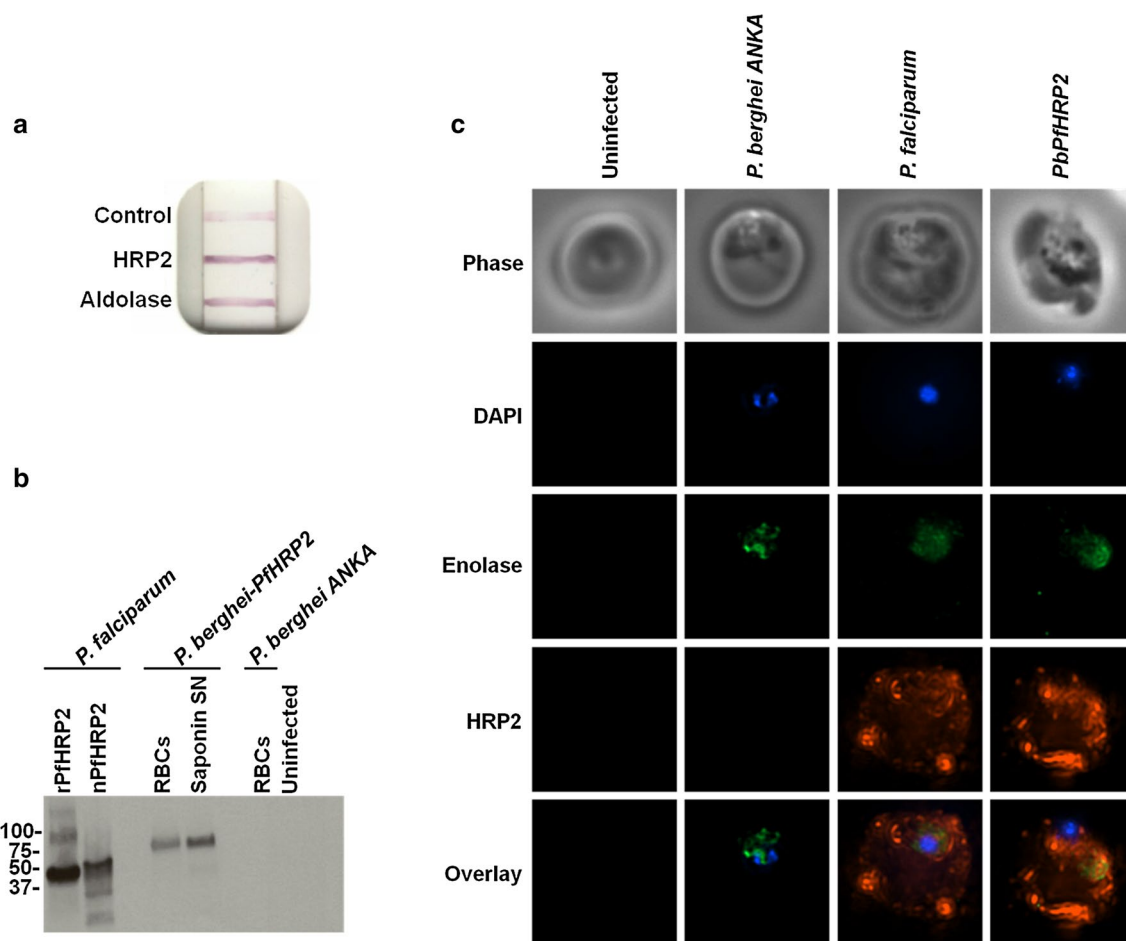 a
Control
HRP2
Aldolase
b
P. falciparum
P. berghei-PfHRP2
P. berghei ANKA
rPfHRP2
nPfHRP2
RBCs
Saponin SN
RBCs
Uninfected
100-
75-
50-
37-
c
Uninfected
P. berghei ANKA
P. falciparum
PbPfHRP2
Phase
DAPI
Enolase
HRP2
Overlay